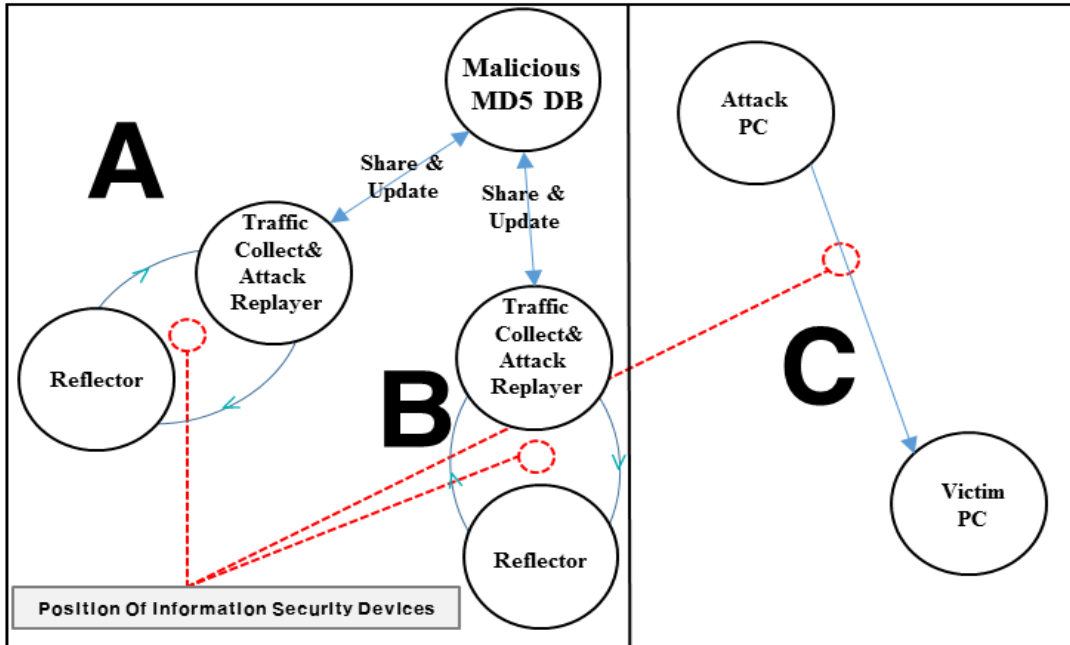 Malicious
MD5 DB
Attack
PC
A
Share &
Update
Share &
Update
Traffic
Collect&
Attack
Replayer
Traffic
Collect&
Attack
Replayer
Reflector
B
C
Victim
PC
Reflector
Position Of Information Security Devices